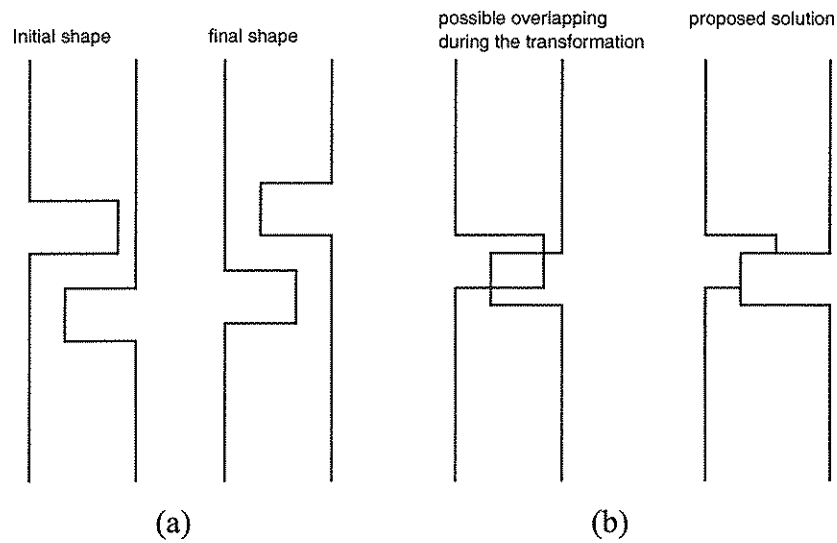 Initial shape
final shape
possible overlapping
during the transformation
proposed solution
(a)
(b)